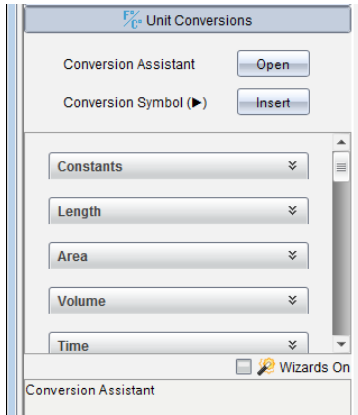 F°/C° Unit Conversions
Conversion Assistant Open
Conversion Symbol (►) Insert
Constants
Length
Area
Volume
Time
Wizards On
Conversion Assistant